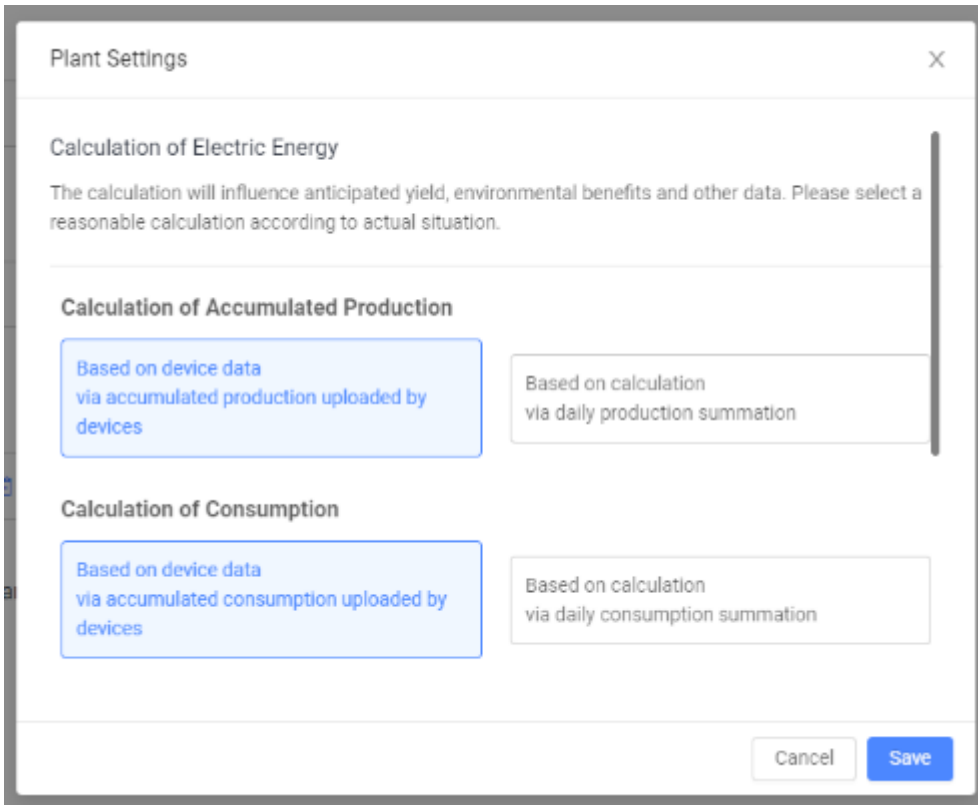 Plant Settings
Calculation of Electric Energy
The calculation will influence anticipated yield, environmental benefits and other data. Please select a
reasonable calculation according to actual situation.
Calculation of Accumulated Production
Based on device data
via accumulated production uploaded by
devices
Based on calculation
via daily production summation
Calculation of Consumption
Based on device data
via accumulated consumption uploaded by
devices
Based on calculation
via daily consumption summation
Cancel
Save